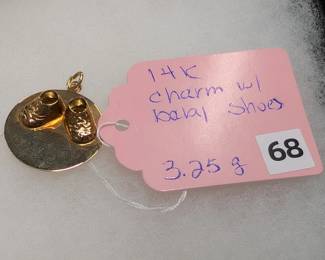 14K
charm w/
baby shoes
3.25 g
68